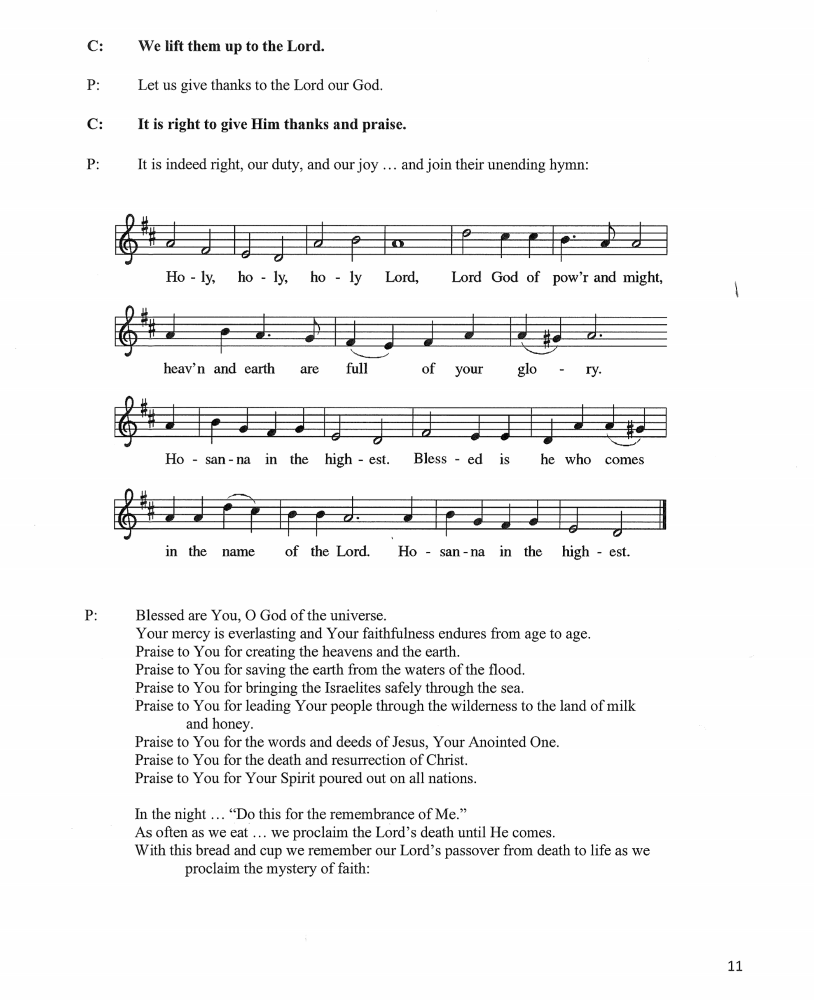 C: We lift them up to the Lord.
P: Let us give thanks to the Lord our God.
C: It is right to give Him thanks and praise.
P: It is indeed right, our duty, and our joy … and join their unending hymn:
Ho - ly, ho - ly, ho - ly Lord, Lord God of pow’r and might,
heav’n and earth are full of your glo - ry.
Ho - san - na in the high - est. Bless - ed is he who comes
in the name of the Lord. Ho - san - na in the high - est.
P: Blessed are You, O God of the universe.
Your mercy is everlasting and Your faithfulness endures from age to age.
Praise to You for creating the heavens and the earth.
Praise to You for saving the earth from the waters of the flood.
Praise to You for bringing the Israelites safely through the sea.
Praise to You for leading Your people through the wilderness to the land of milk
and honey.
Praise to You for the words and deeds of Jesus, Your Anointed One.
Praise to You for the death and resurrection of Christ.
Praise to You for Your Spirit poured out on all nations.
In the night … “Do this for the remembrance of Me.”
As often as we eat … we proclaim the Lord’s death until He comes.
With this bread and cup we remember our Lord’s passover from death to life as we
proclaim the mystery of faith:
11